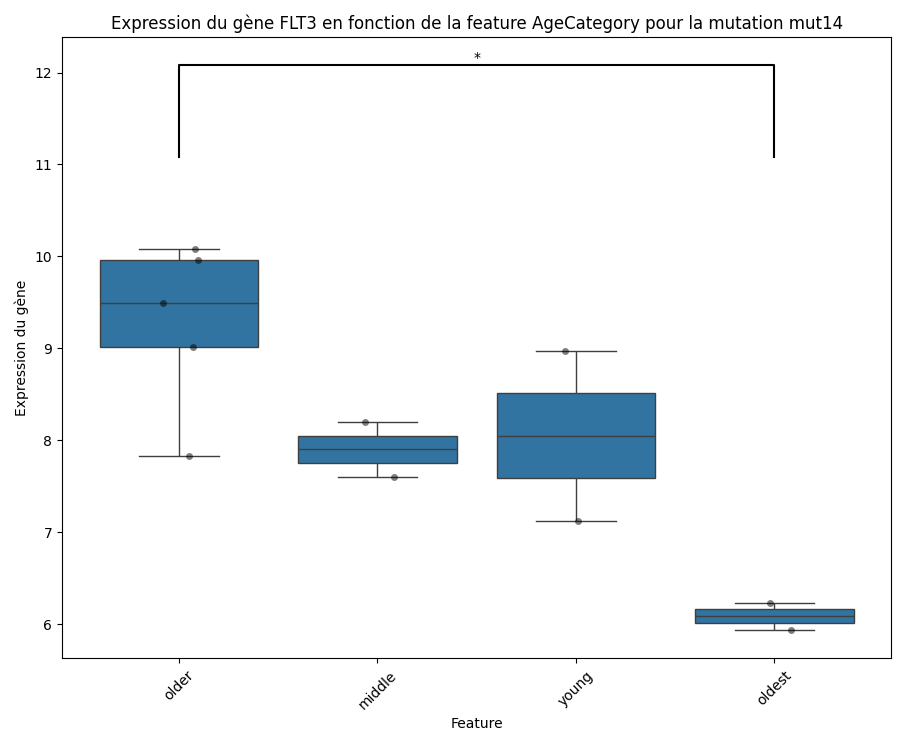 Expression du gène FLT3 en fonction de la feature AgeCategory pour la mutation mut14
*
12
11
10
9
8
7
6
Expression du gène
older
middle
young
oldest
Feature